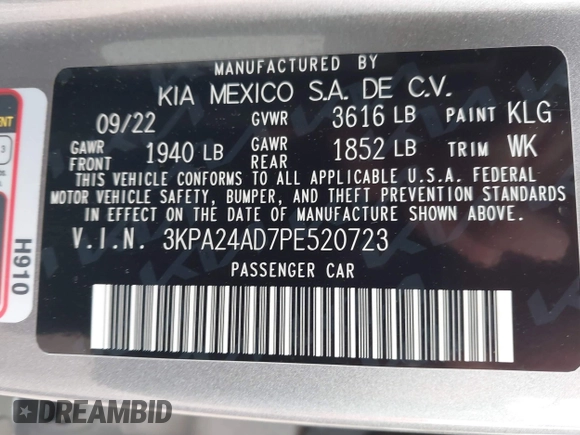 MANUFACTURED BY
KIA MEXICO S.A. DE C.V.
09/22 GVWR 3616 LB PAINT KLG
GAWR FRONT 1940 LB GAWR REAR 1852 LB TRIM WK
THIS VEHICLE CONFORMS TO ALL APPLICABLE U.S.A. FEDERAL
MOTOR VEHICLE SAFETY, BUMPER, AND THEFT PREVENTION STANDARDS
IN EFFECT ON THE DATE OF MANUFACTURE SHOWN ABOVE.
V.I.N. 3KPA24AD7PE520723
PASSENGER CAR
H910
DREAMBID